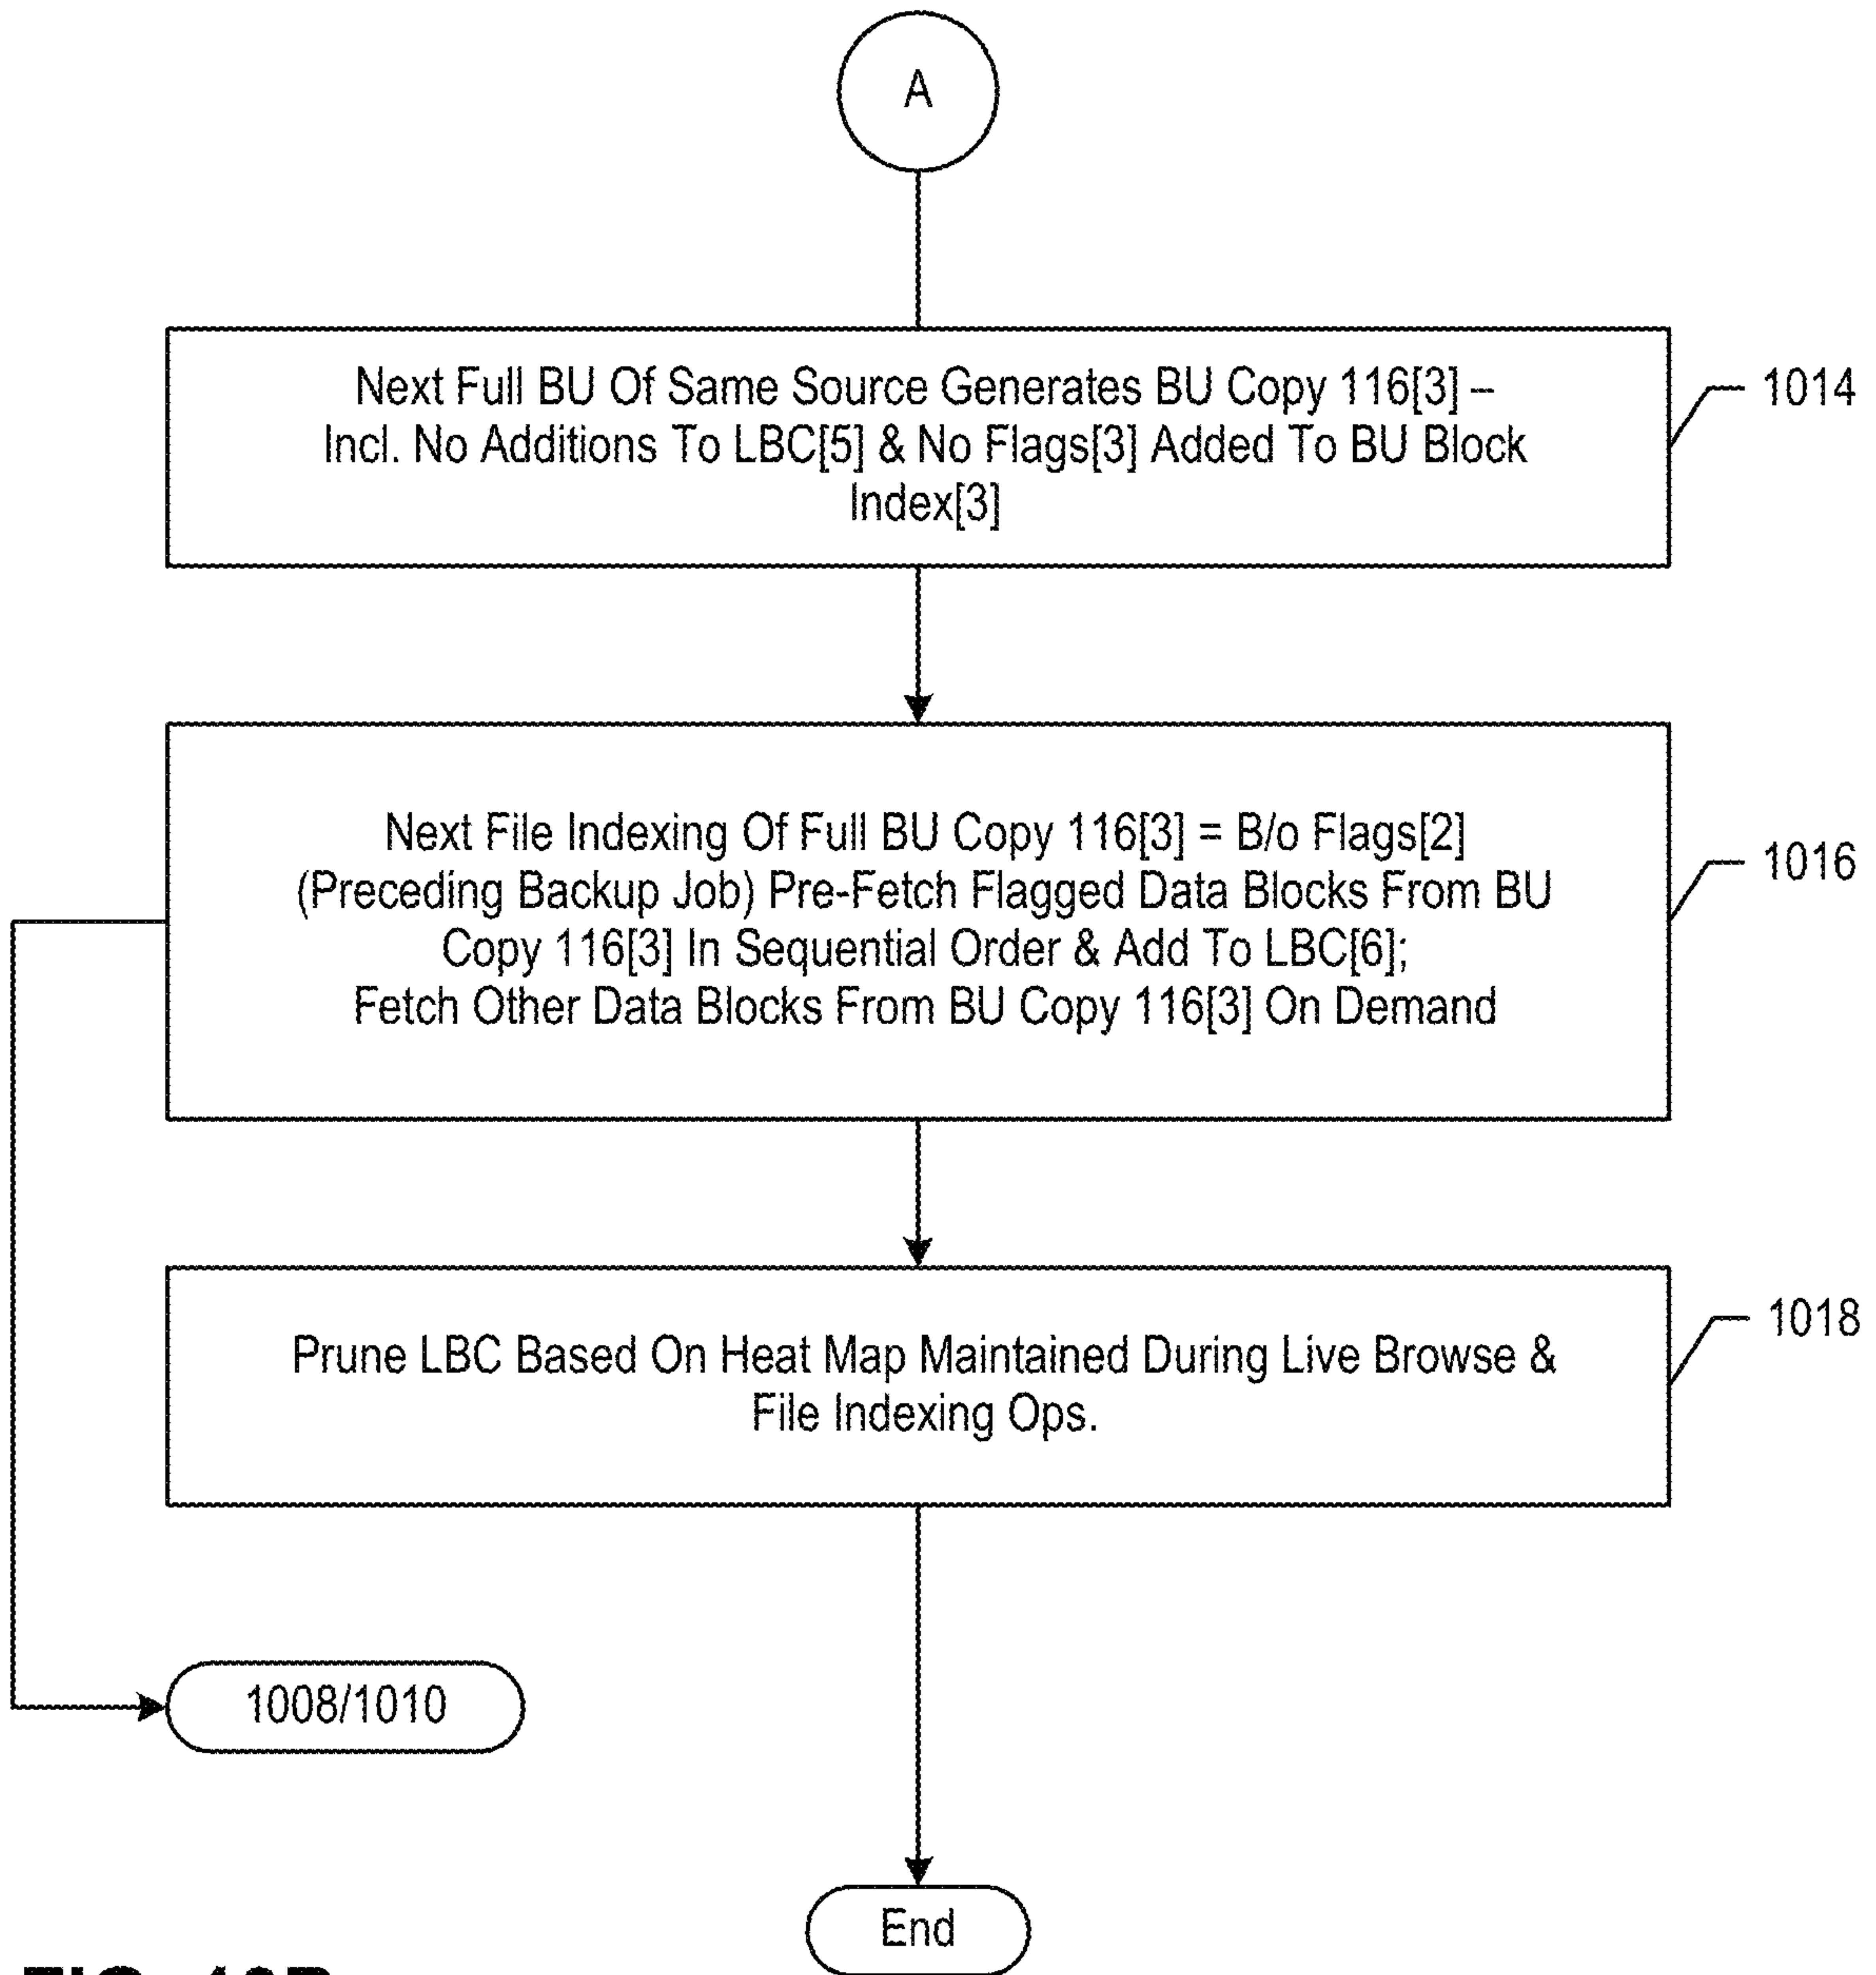 A
Next Full BU Of Same Source Generates BU Copy 116[3] –
Incl. No Additions To LBC[5] & No Flags[3] Added To BU Block
Index[3]
1014
Next File Indexing Of Full BU Copy 116[3] = B/o Flags[2]
(Preceding Backup Job) Pre-Fetch Flagged Data Blocks From BU
Copy 116[3] In Sequential Order & Add To LBC[6];
Fetch Other Data Blocks From BU Copy 116[3] On Demand
1016
Prune LBC Based On Heat Map Maintained During Live Browse &
File Indexing Ops.
1018
1008/1010
End